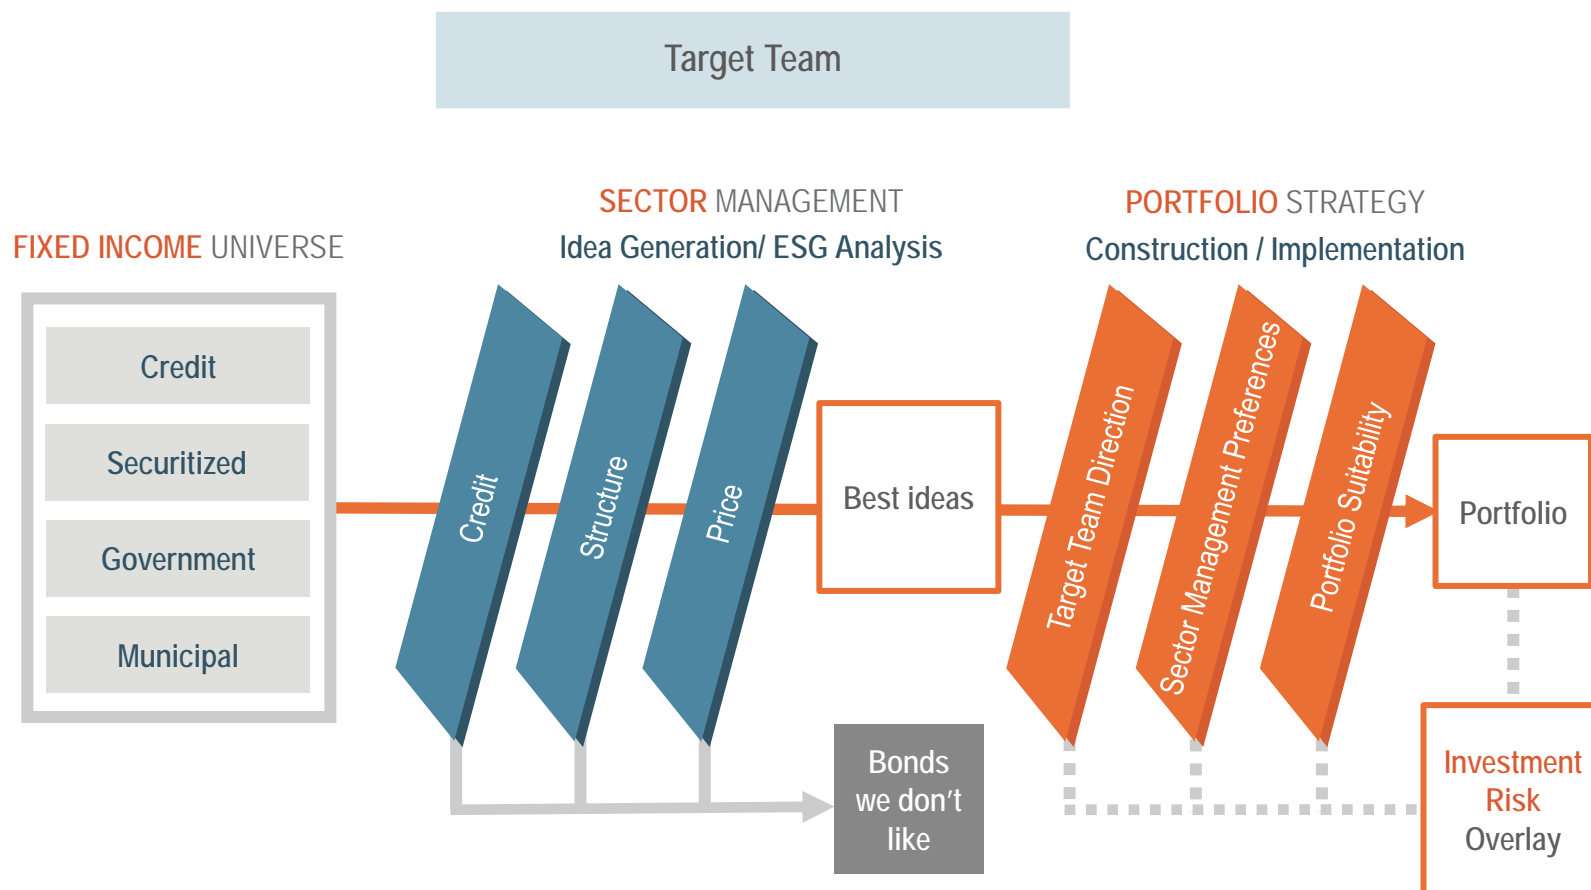 Target Team
FIXED INCOME UNIVERSE
Credit
Securitized
Government
Municipal
SECTOR MANAGEMENT
Idea Generation/ ESG Analysis
Credit
Structure
Price
Best ideas
Bonds
we don't
like
PORTFOLIO STRATEGY
Construction / Implementation
Target Team Direction
Sector Management Preferences
Portfolio Suitability
Portfolio
Investment
Risk
Overlay